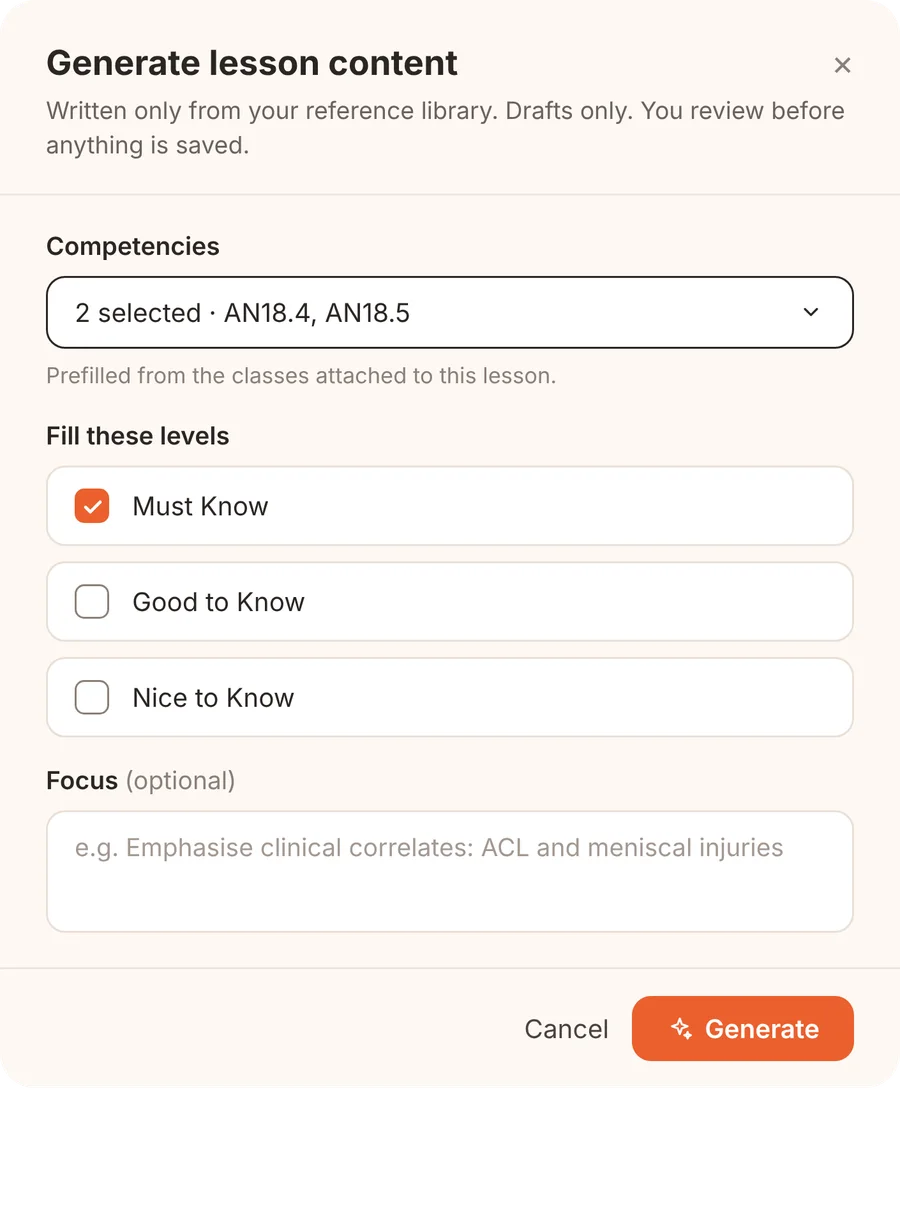 Generate lesson content
Written only from your reference library. Drafts only. You review before
anything is saved.
Competencies
2 selected · AN18.4, AN18.5
Prefilled from the classes attached to this lesson.
Fill these levels
Must Know
Good to Know
Nice to Know
Focus (optional)
e.g. Emphasise clinical correlates: ACL and meniscal injuries
Cancel
Generate